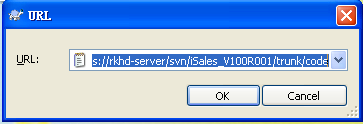 URL
URL: s://rkhd-server/svn/iSales_V100R001/trunk/code
OK Cancel